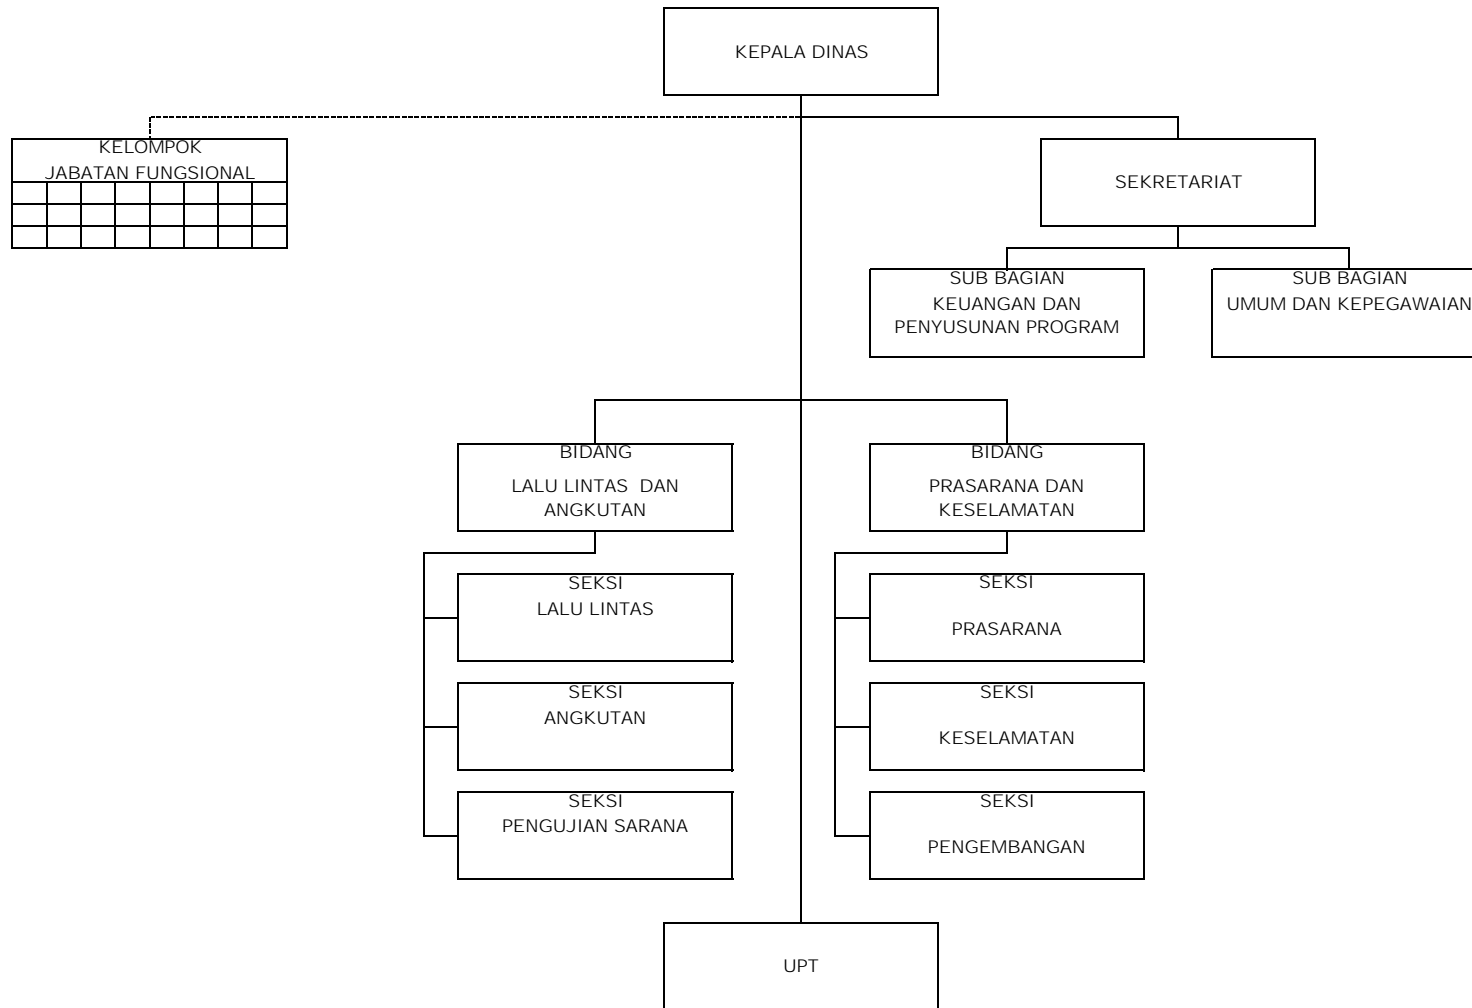 KEPALA DINAS
KELOMPOK
JABATAN FUNGSIONAL
SEKRETARIAT
SUB BAGIAN
KEUANGAN DAN
PENYUSUNAN PROGRAM
SUB BAGIAN
UMUM DAN KEPEGAWAIAN
BIDANG
LALU LINTAS  DAN
ANGKUTAN
BIDANG
PRASARANA DAN
KESELAMATAN
SEKSI
LALU LINTAS
SEKSI
PRASARANA
SEKSI
ANGKUTAN
SEKSI
KESELAMATAN
SEKSI
PENGUJIAN SARANA
SEKSI
PENGEMBANGAN
UPT